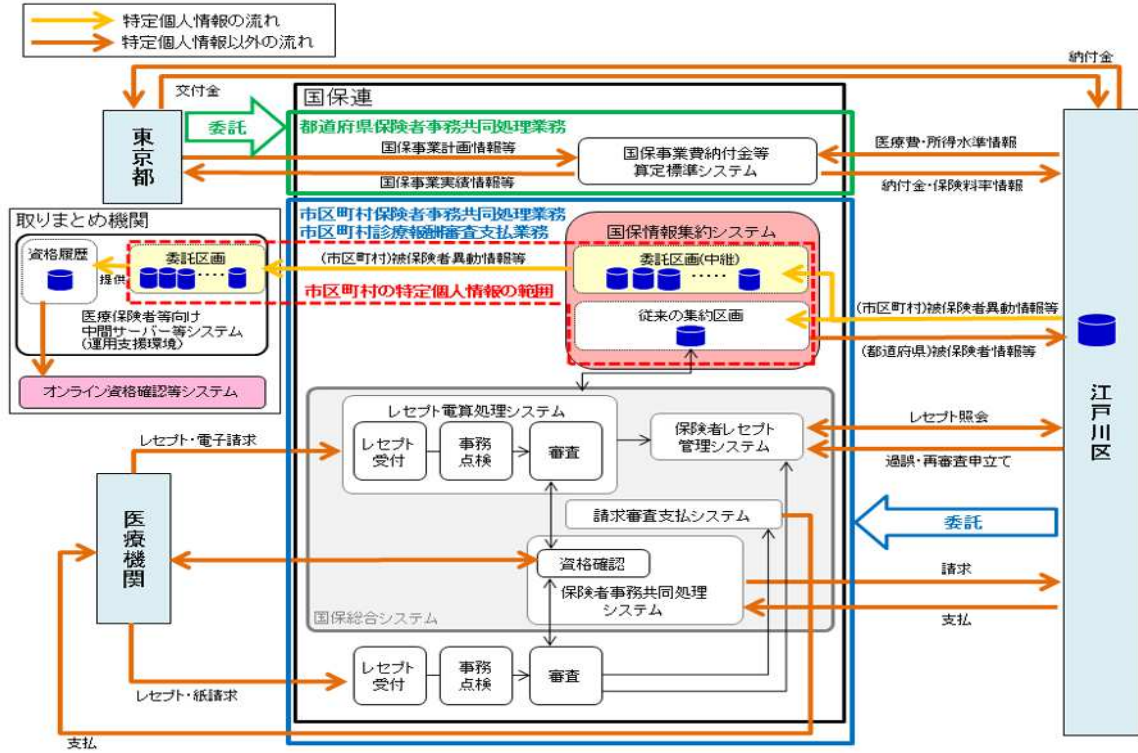 特定個人情報の流れ
特定個人情報以外の流れ
納付金
交付金
国保連
東京都
委託
都道府県保険者事務共同処理業務
国保事業計画情報等
国保事業実績情報等
国保事業費納付金等
算定標準システム
医療費・所得水準情報
納付金・保険料率情報
取りまとめ機関
資格履歴
提供
委託区画
・・・・
医療保険者等向け
中間サーバー等システム
(運用支援環境)
オンライン資格確認等システム
市区町村保険者事務共同処理業務
市区町村診療報酬審査支払業務
(市区町村)被保険者異動情報等
市区町村の特定個人情報の範囲
国保情報集約システム
委託区画(中継)
・・・・・
従来の集約区画
(市区町村)被保険者異動情報等
(都道府県)被保険者情報等
江戸川区
レセプト電算処理システム
レセプト
受付
事務
点検
審査
保険者レセプト
管理システム
レセプト照会
過誤・再審査申立て
レセプト・電子請求
医療機関
請求審査支払システム
委託
資格確認
保険者事務共同処理
システム
請求
支払
国保総合システム
レセプト
受付
事務
点検
審査
レセプト・紙請求
支払